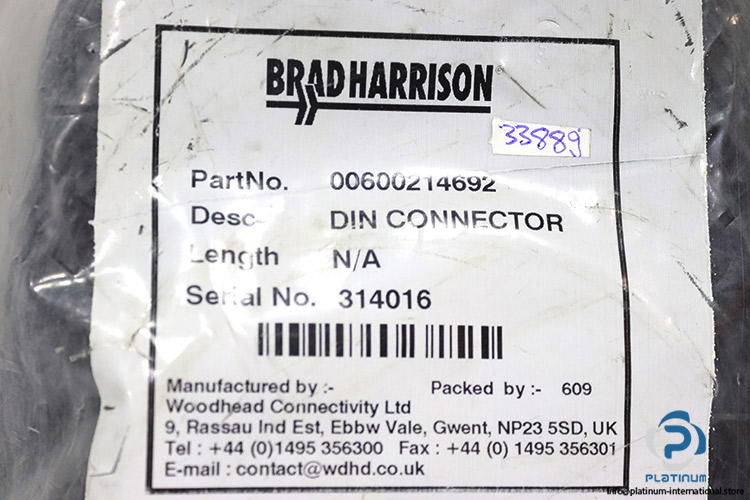 BRADHARRISON
33889
PartNo. 00600214692
Desc- DIN CONNECTOR
Length N/A
Serial No. 314016
Manufactured by :- Packed by :- 609
Woodhead Connectivity Ltd
9, Rassau Ind Est, Ebbw Vale, Gwent, NP23 5SD, UK
Tel : +44 (0)1495 356300 Fax : +44 (0) 1495 356301
E-mail : contact@wdhd.co.uk
PLATINUM
info@platinum-international.store